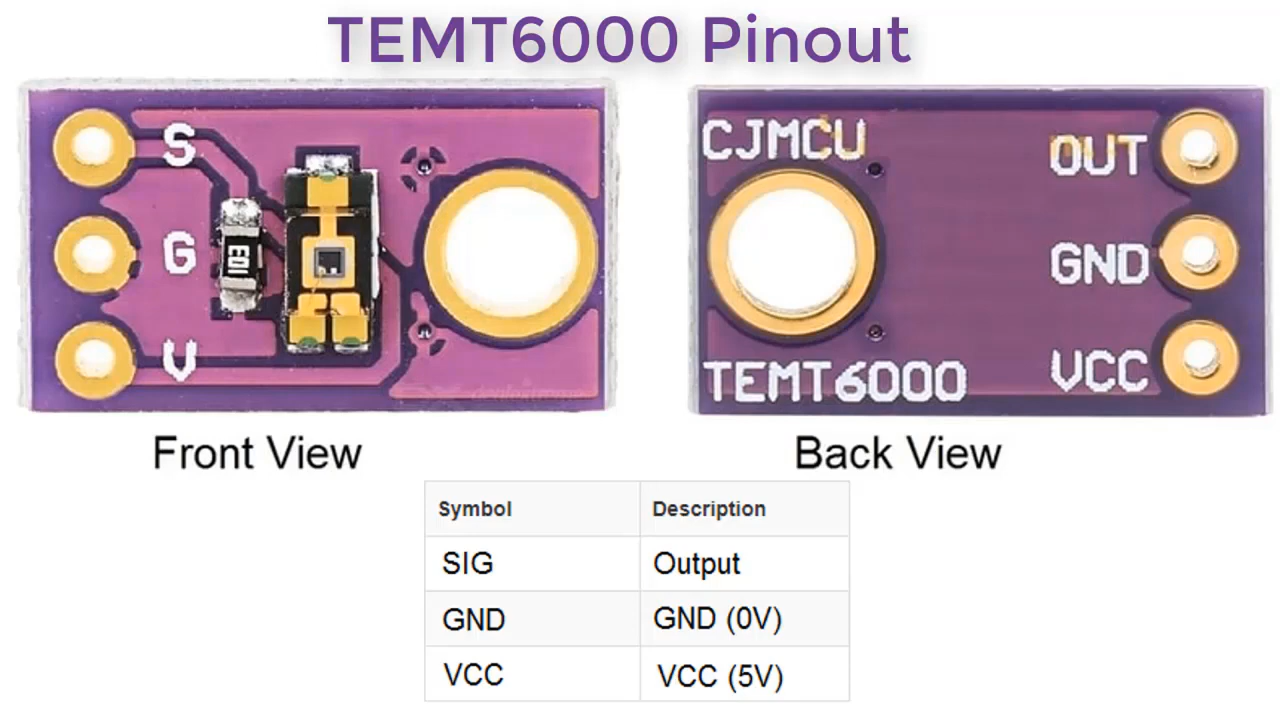 TEMT6000 Pinout
S
G
V
CJMCU
OUT
GND
VCC
TEMT6000
Front View
Back View
Symbol Description
SIG Output
GND GND (0V)
VCC VCC (5V)